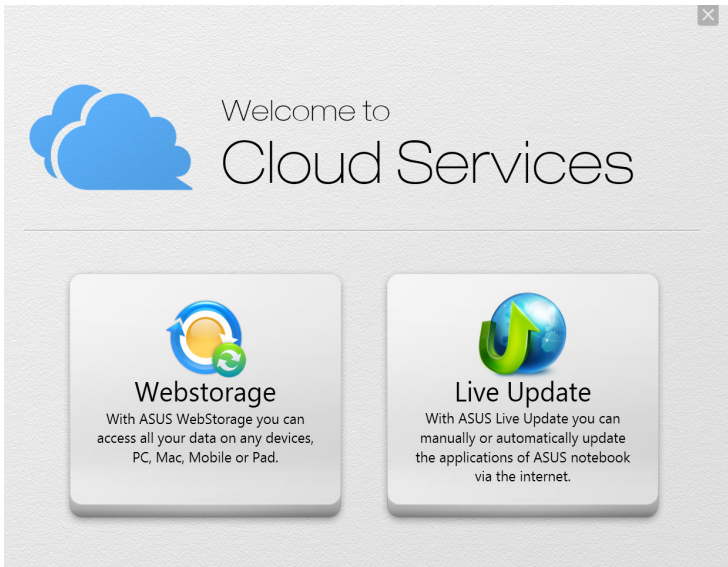 Welcome to
Cloud Services
Webstorage
With ASUS WebStorage you can
access all your data on any devices,
PC, Mac, Mobile or Pad.
Live Update
With ASUS Live Update you can
manually or automatically update
the applications of ASUS notebook
via the internet.